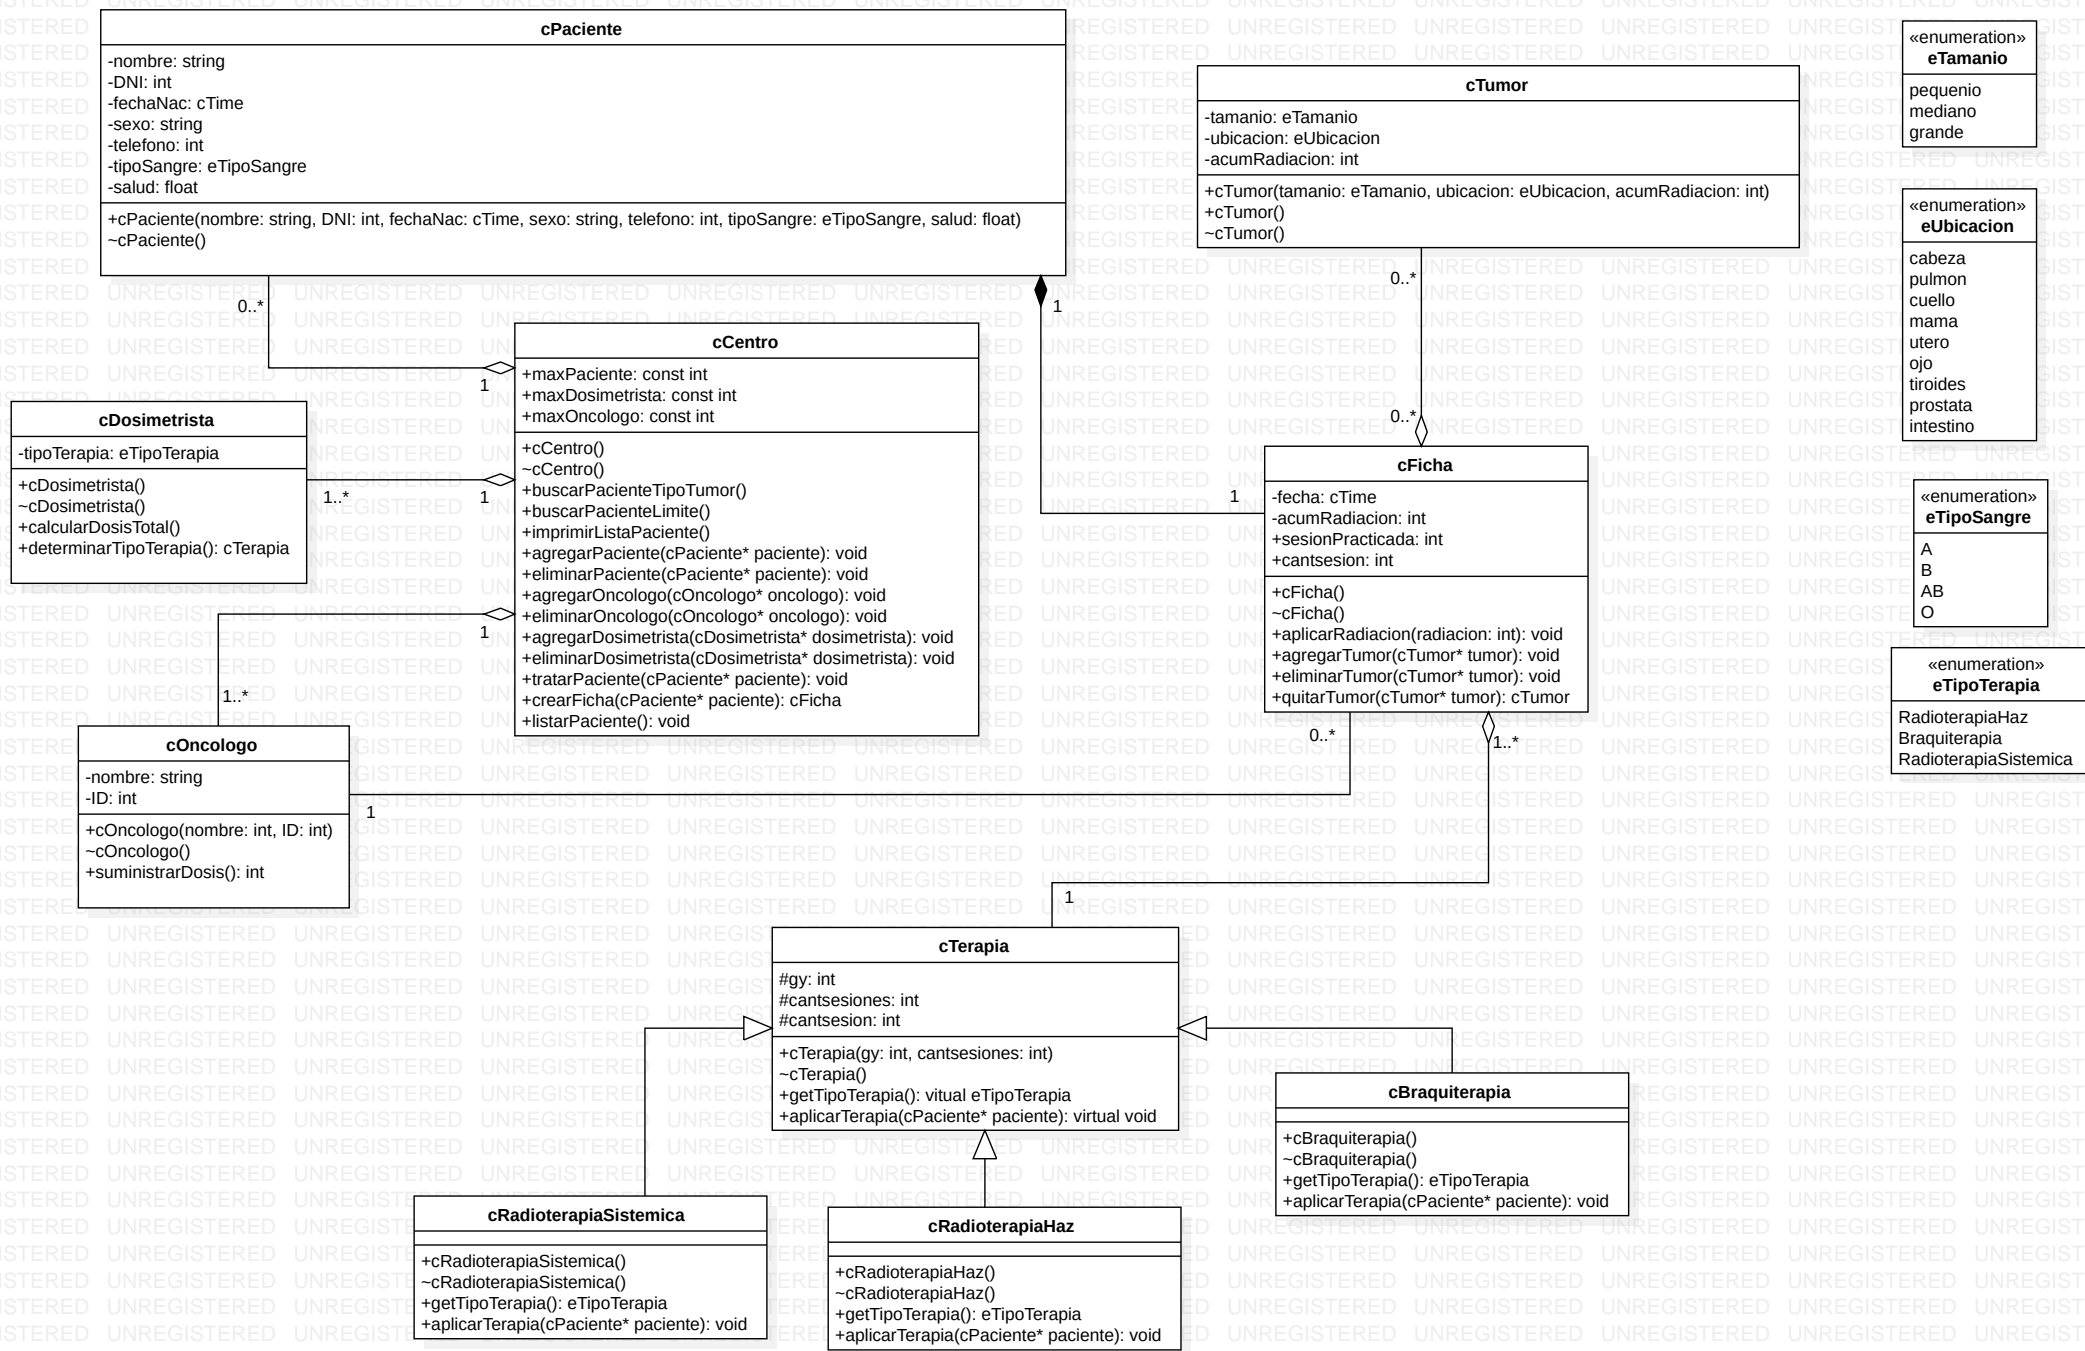 cPaciente
-nombre: string
-DNI: int
-fechaNac: cTime
-sexo: string
-telefono: int
-tipoSangre: eTipoSangre
-salud: float
+cPaciente(nombre: string, DNI: int, fechaNac: cTime, sexo: string, telefono: int, tipoSangre: eTipoSangre, salud: float)
~cPaciente()
0..*
1
1
1
cTumor
-tamanio: eTamanio
-ubicacion: eUbicacion
-acumRadiacion: int
+cTumor(tamanio: eTamanio, ubicacion: eUbicacion, acumRadiacion: int)
+cTumor()
~cTumor()
0..*
0..*
«enumeration»
eTamanio
pequenio
mediano
grande
«enumeration»
eUbicacion
cabeza
pulmon
cuello
mama
utero
ojo
tiroides
prostata
intestino
«enumeration»
eTipoSangre
A
B
AB
O
«enumeration»
eTipoTerapia
RadioterapiaHaz
Braquiterapia
RadioterapiaSistemica
cCentro
+maxPaciente: const int
+maxDosimetrista: const int
+maxOncologo: const int
+cCentro()
~cCentro()
+buscarPacienteTipoTumor()
+buscarPacienteLimite()
+imprimirListaPaciente()
+agregarPaciente(cPaciente* paciente): void
+eliminarPaciente(cPaciente* paciente): void
+agregarOncologo(cOncologo* oncologo): void
+eliminarOncologo(cOncologo* oncologo): void
+agregarDosimetrista(cDosimetrista* dosimetrista): void
+eliminarDosimetrista(cDosimetrista* dosimetrista): void
+tratarPaciente(cPaciente* paciente): void
+crearFicha(cPaciente* paciente): cFicha
+listarPaciente(): void
cDosimetrista
-tipoTerapia: eTipoTerapia
+cDosimetrista()
~cDosimetrista()
+calcularDosisTotal()
+determinarTipoTerapia(): cTerapia
1..*
1
1
1..*
cFicha
-fecha: cTime
-acumRadiacion: int
+sesionPracticada: int
+cantsesion: int
+cFicha()
~cFicha()
+aplicarRadiacion(radiacion: int): void
+agregarTumor(cTumor* tumor): void
+eliminarTumor(cTumor* tumor): void
+quitarTumor(cTumor* tumor): cTumor
0..*
1..*
cOncologo
-nombre: string
-ID: int
+cOncologo(nombre: int, ID: int)
~cOncologo()
+suministrarDosis(): int
1
1
cTerapia
#gy: int
#cantsesiones: int
#cantsesion: int
+cTerapia(gy: int, cantsesiones: int)
~cTerapia()
+getTipoTerapia(): vitual eTipoTerapia
+aplicarTerapia(cPaciente* paciente): virtual void
cBraquiterapia
+cBraquiterapia()
~cBraquiterapia()
+getTipoTerapia(): eTipoTerapia
+aplicarTerapia(cPaciente* paciente): void
cRadioterapiaSistemica
+cRadioterapiaSistemica()
~cRadioterapiaSistemica()
+getTipoTerapia(): eTipoTerapia
+aplicarTerapia(cPaciente* paciente): void
cRadioterapiaHaz
+cRadioterapiaHaz()
~cRadioterapiaHaz()
+getTipoTerapia(): eTipoTerapia
+aplicarTerapia(cPaciente* paciente): void
UNREGISTERED